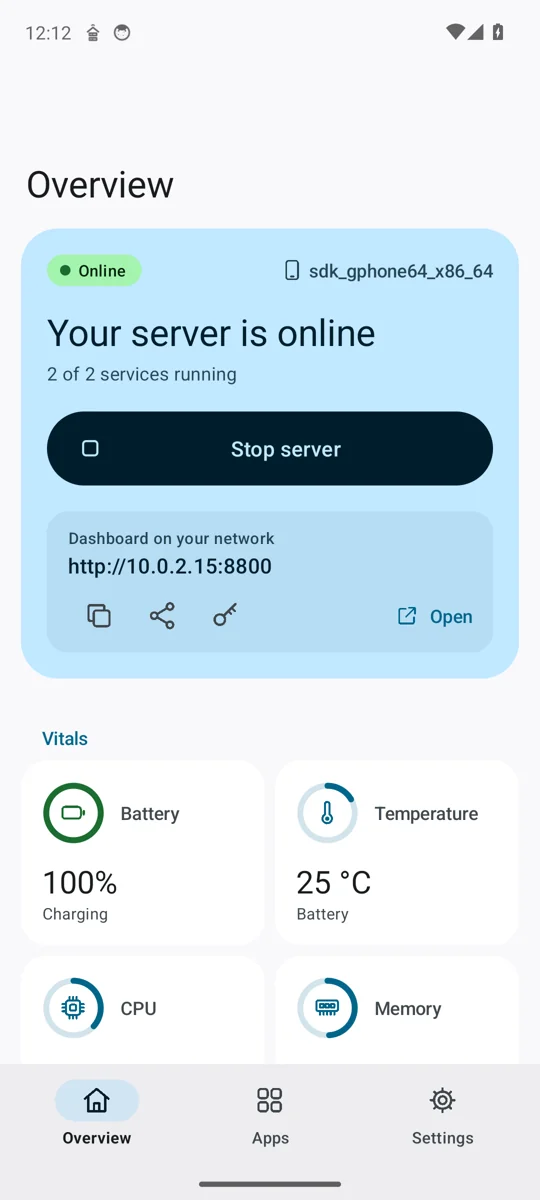 12:12
Overview
Online
sdk_gphone64_x86_64
Your server is online
2 of 2 services running
Stop server
Dashboard on your network
http://10.0.2.15:8800
Open
Vitals
Battery
100%
Charging
Temperature
25 °C
Battery
CPU
Memory
Overview
Apps
Settings